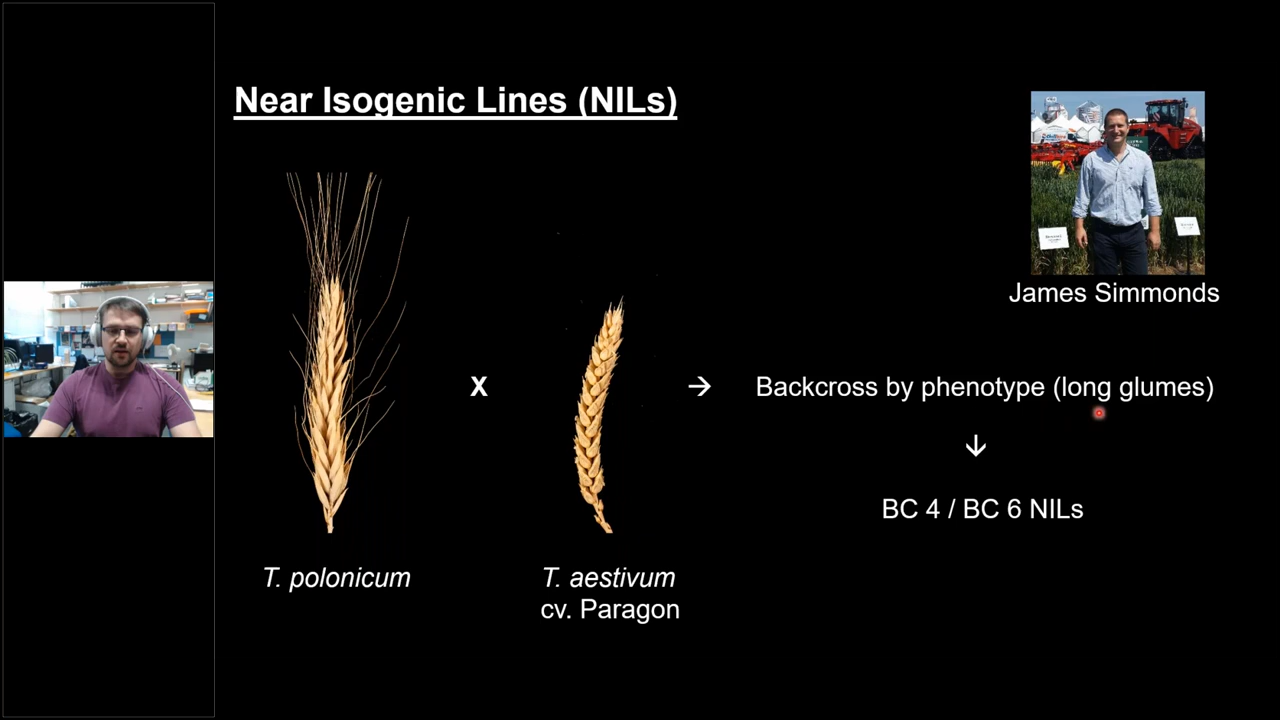 Near Isogenic Lines (NILs)
James Simmonds
X
→
Backcross by phenotype (long glumes)
↓
BC 4 / BC 6 NILs
T. polonicum
T. aestivum
cv. Paragon